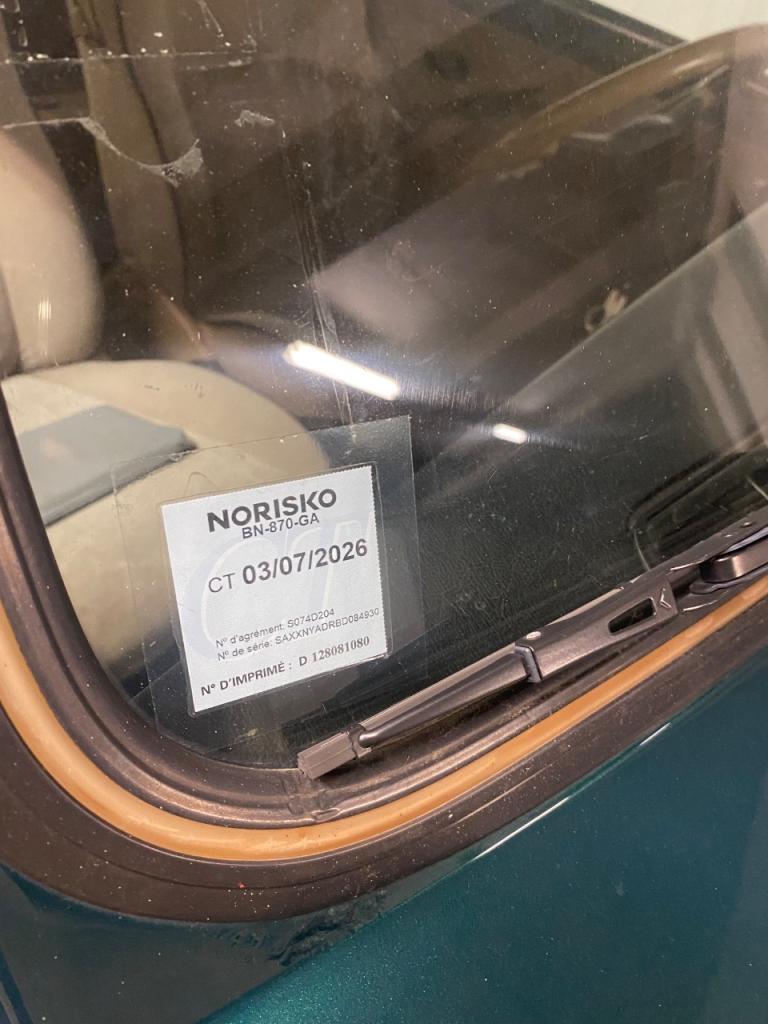 NORISKO
BN-870-GA
CT 03/07/2026
N° d'agrément: S074D204
N° de série: SAXXNYADRBD084930
N° D'IMPRIMÉ : D 128081080